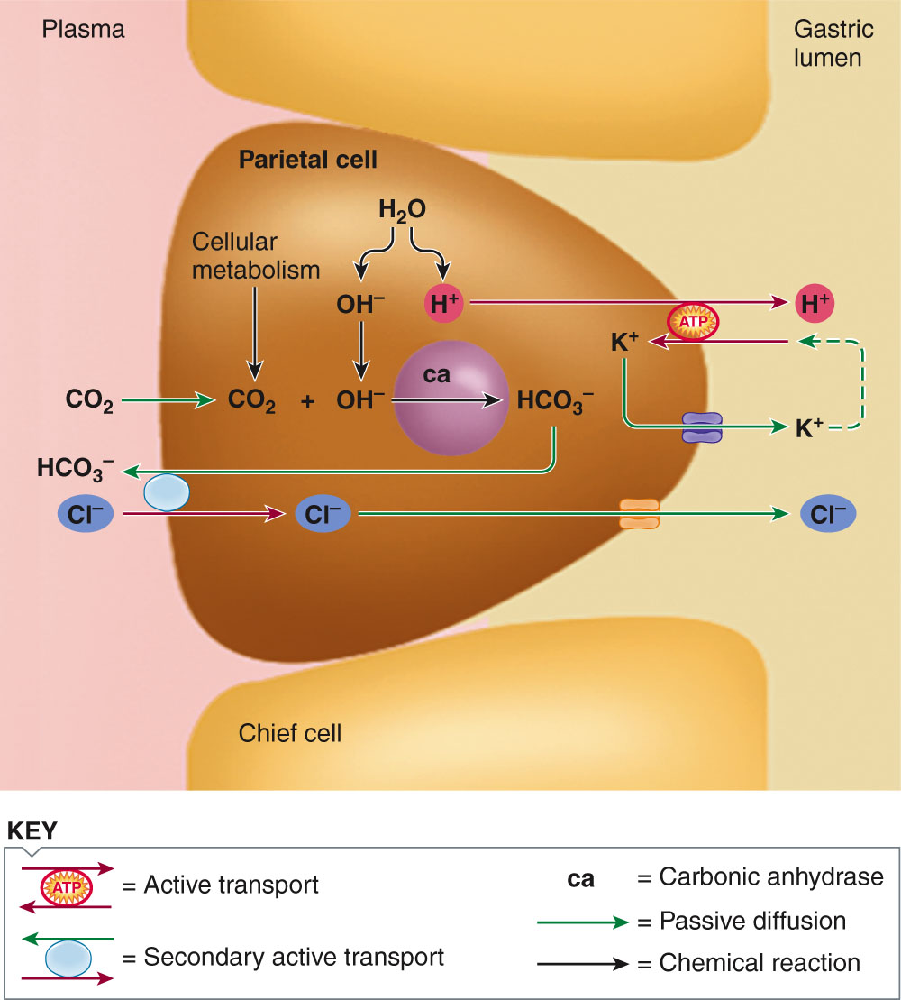 Plasma
Gastric
lumen
Parietal cell
H₂O
Cellular
metabolism
OH⁻
H⁺
H⁺
ATP
K⁺
ca
CO₂
CO₂
+
OH⁻
HCO₃⁻
K⁺
HCO₃⁻
Cl⁻
Cl⁻
Cl⁻
Chief cell
KEY
ATP
= Active transport
= Secondary active transport
ca = Carbonic anhydrase
= Passive diffusion
= Chemical reaction